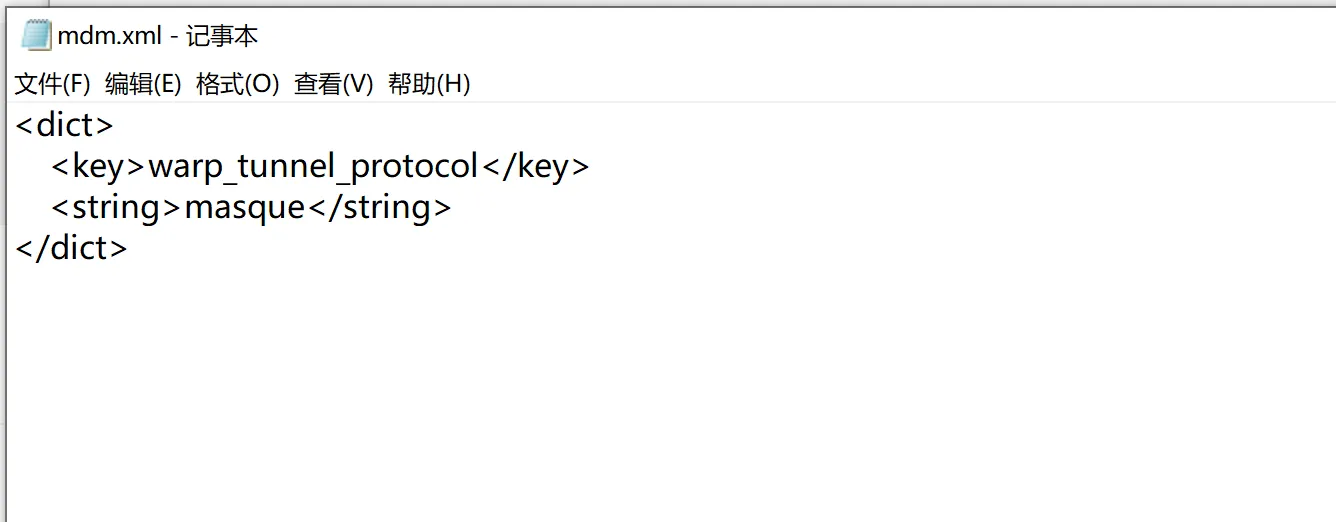 mdm.xml - 记事本
文件(F) 编辑(E) 格式(O) 查看(V) 帮助(H)
<dict>
    <key>warp_tunnel_protocol</key>
    <string>masque</string>
</dict>